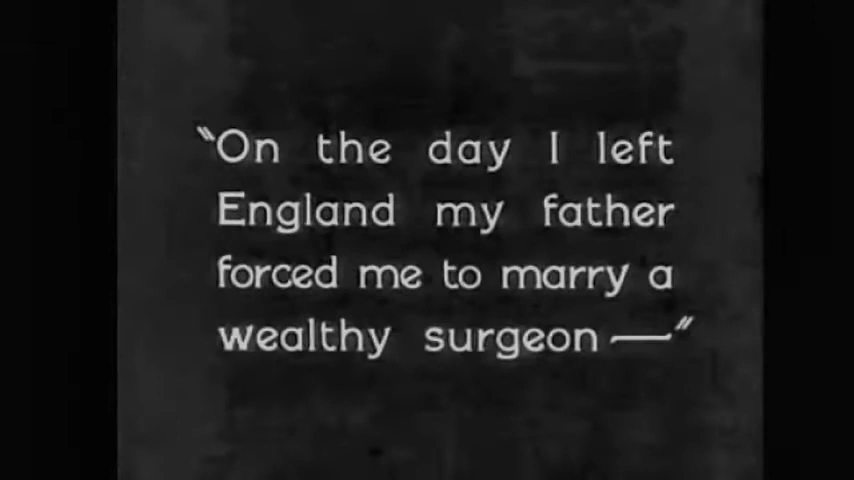 "On the day I left
England my father
forced me to marry a
wealthy surgeon—"